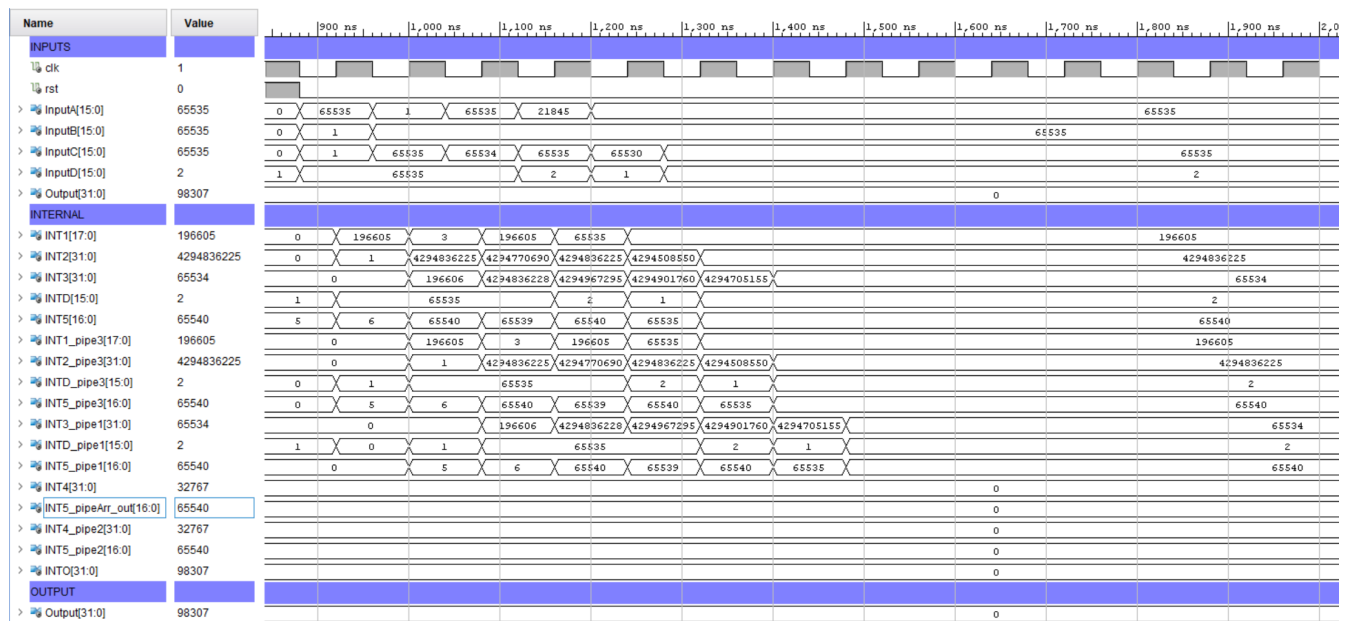 Name Value 900 ns 1,000 ns 1,100 ns 1,200 ns 1,300 ns 1,400 ns 1,500 ns 1,600 ns 1,700 ns 1,800 ns 1,900 ns 2,0
INPUTS
clk 1
rst 0
InputA[15:0] 65535 0 65535 1 65535 21845 65535
InputB[15:0] 65535 0 1 65535
InputC[15:0] 65535 0 1 65535 65534 65535 65530 65535
InputD[15:0] 2 1 65535 2 1 2
Output[31:0] 98307 0
INTERNAL
INT1[17:0] 196605 0 196605 3 196605 65535 196605
INT2[31:0] 4294836225 0 1 4294836225 4294770690 4294836225 4294508550 4294836225
INT3[31:0] 65534 0 196606 4294836228 4294967295 4294901760 4294705155 65534
INTD[15:0] 2 1 65535 2 1 2
INT5[16:0] 65540 5 6 65540 65539 65540 65535 65540
INT1_pipe3[17:0] 196605 0 196605 3 196605 65535 196605
INT2_pipe3[31:0] 4294836225 0 1 4294836225 4294770690 4294836225 4294508550 4294836225
INTD_pipe3[15:0] 2 0 1 65535 2 1 2
INT5_pipe3[16:0] 65540 0 5 6 65540 65539 65540 65535 65540
INT3_pipe1[31:0] 65534 0 196606 4294836228 4294967295 4294901760 4294705155 65534
INTD_pipe1[15:0] 2 1 0 1 65535 2 1 2
INT5_pipe1[16:0] 65540 0 5 6 65540 65539 65540 65535 65540
INT4[31:0] 32767 0
INT5_pipeArr_out[16:0] 65540 0
INT4_pipe2[31:0] 32767 0
INT5_pipe2[16:0] 65540 0
INTO[31:0] 98307 0
OUTPUT
Output[31:0] 98307 0